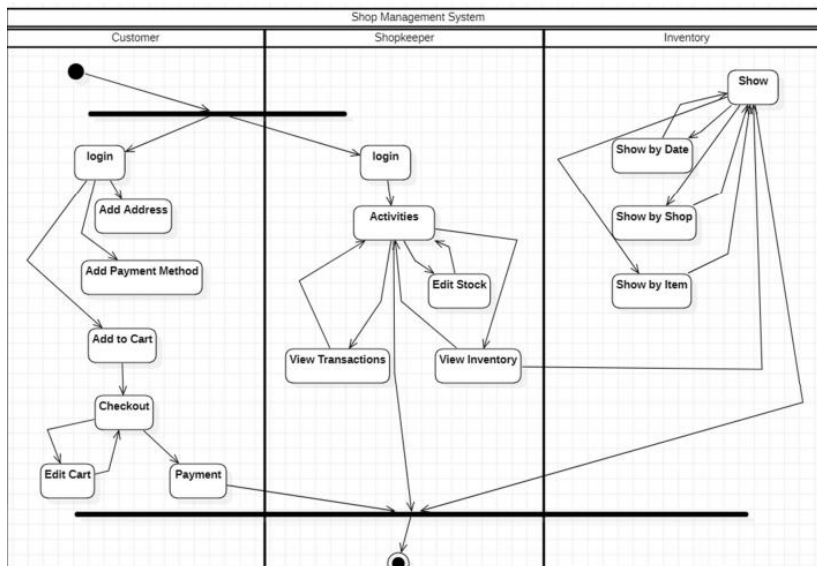 Shop Management System
Customer
Shopkeeper
Inventory
Show
login
login
Show by Date
Add Address
Activities
Show by Shop
Add Payment Method
Edit Stock
Show by Item
Add to Cart
View Transactions
View Inventory
Checkout
Edit Cart
Payment